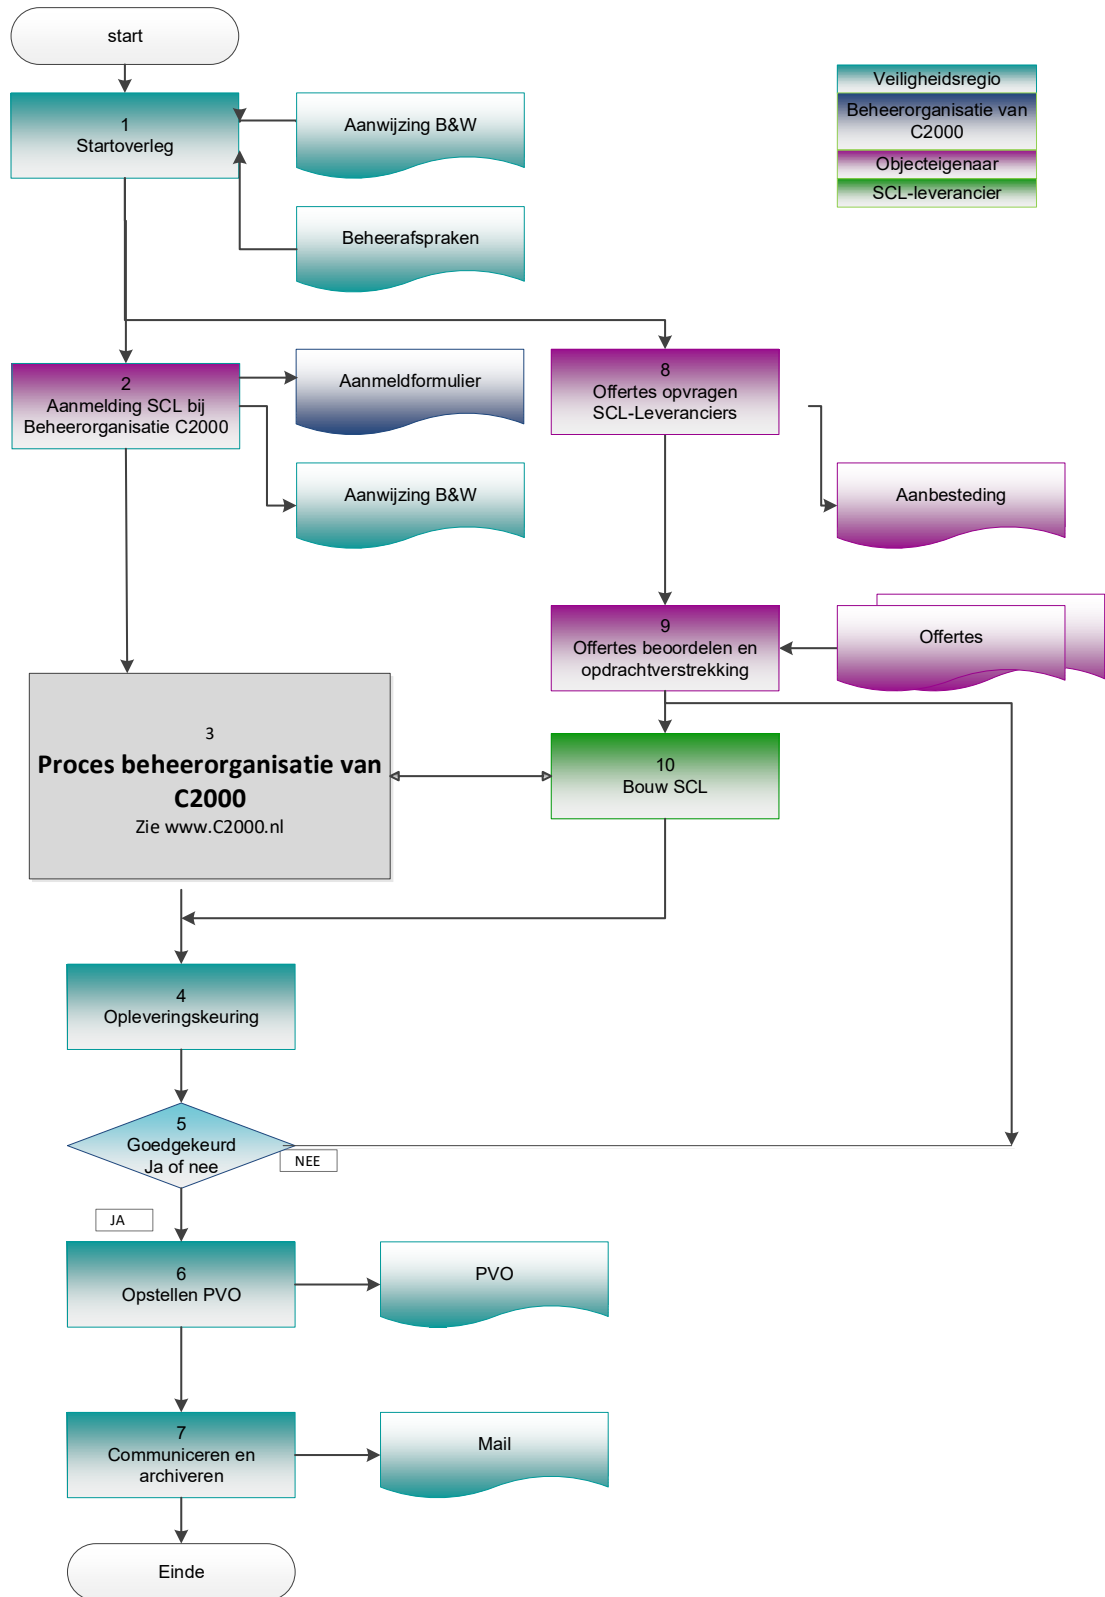 start
1
Startoverleg
Aanwijzing B&W
Veiligheidsregio
Beheerorganisatie van
C2000
Objecteigenaar
SCL-leverancier
Beheerafspraken
2
Aanmelding SCL bij
Beheerorganisatie C2000
Aanmeldformulier
Aanwijzing B&W
8
Offertes opvragen
SCL-Leveranciers
Aanbesteding
9
Offertes beoordelen en
opdrachtverstrekking
Offertes
3
Proces beheerorganisatie van
C2000
Zie www.C2000.nl
10
Bouw SCL
4
Opleveringskeuring
5
Goedgekeurd
Ja of nee
NEE
JA
6
Opstellen PVO
PVO
7
Communiceren en
archiveren
Mail
Einde